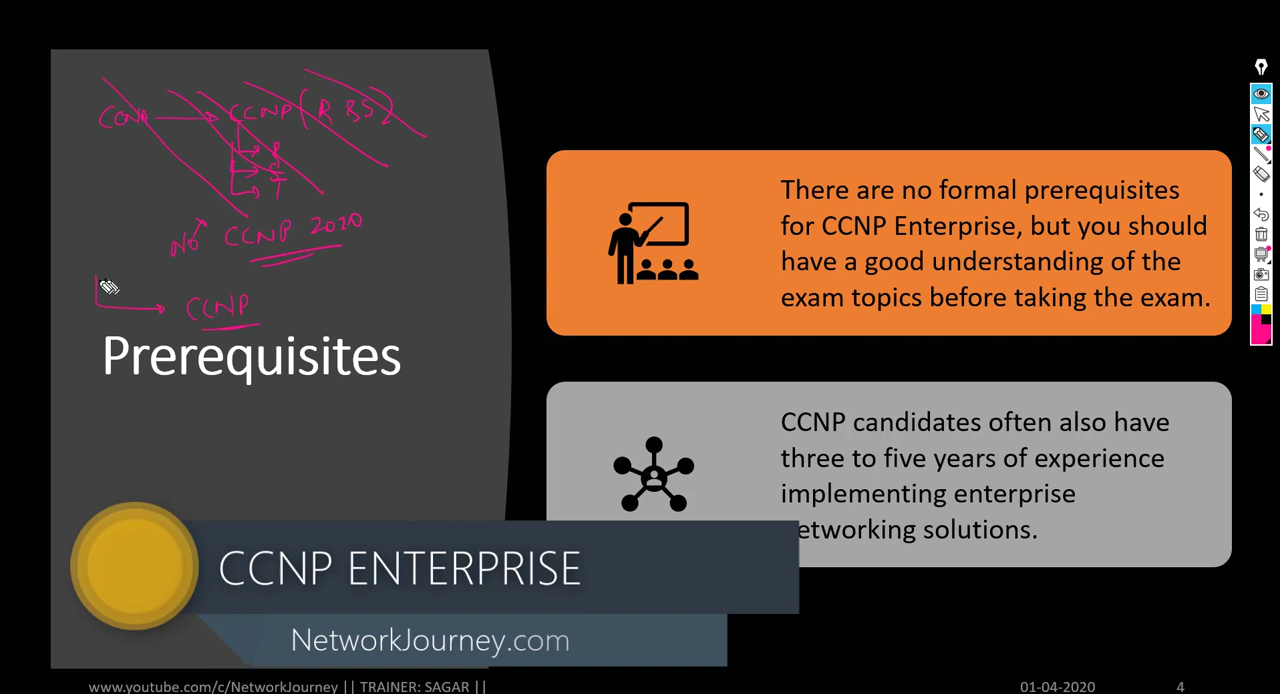 CCNA → CCNP (R &S)
→ R
→ S
→ T
No CCNP 2020
→ CCNP
Prerequisites
There are no formal prerequisites
for CCNP Enterprise, but you should
have a good understanding of the
exam topics before taking the exam.
CCNP candidates often also have
three to five years of experience
implementing enterprise
networking solutions.
CCNP ENTERPRISE
NetworkJourney.com
www.youtube.com/c/NetworkJourney || TRAINER: SAGAR ||
01-04-2020
4